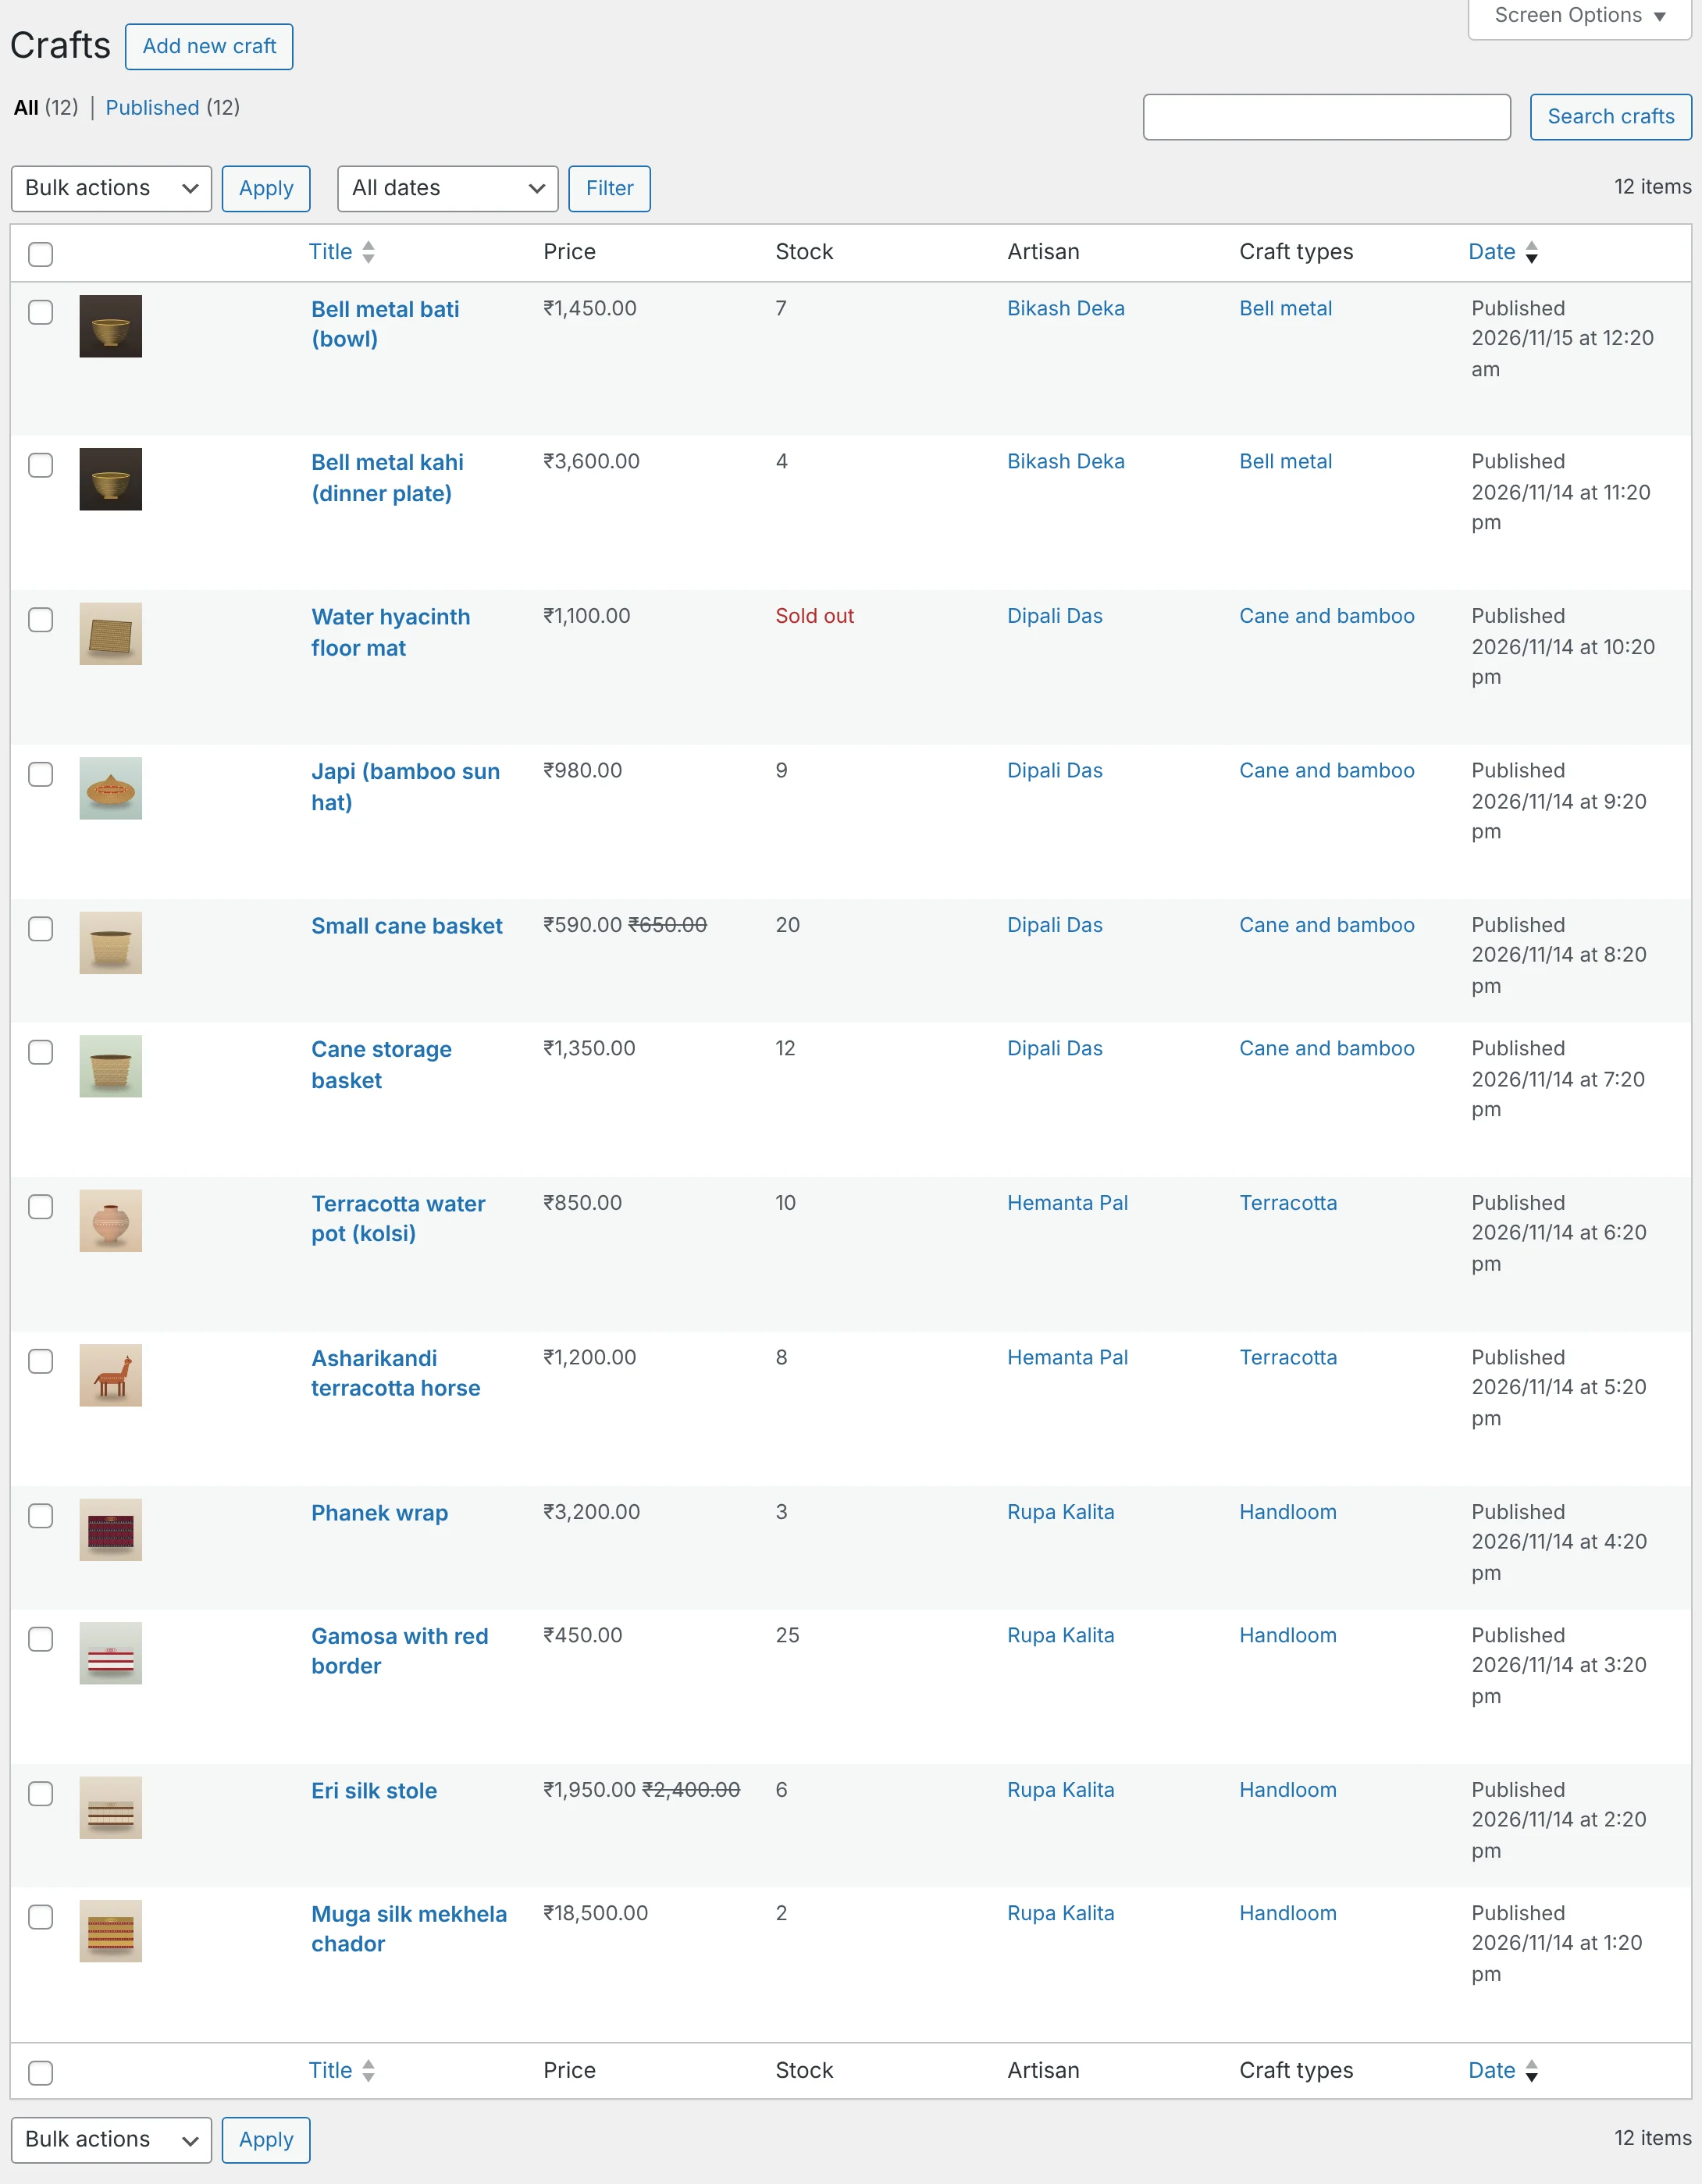 Screen Options ▼
Crafts Add new craft
All (12) | Published (12)
Search crafts
Bulk actions Apply All dates Filter 12 items
Title Price Stock Artisan Craft types Date
Bell metal bati ₹1,450.00 7 Bikash Deka Bell metal Published
(bowl) 2026/11/15 at 12:20
am
Bell metal kahi ₹3,600.00 4 Bikash Deka Bell metal Published
(dinner plate) 2026/11/14 at 11:20
pm
Water hyacinth ₹1,100.00 Sold out Dipali Das Cane and bamboo Published
floor mat 2026/11/14 at 10:20
pm
Japi (bamboo sun ₹980.00 9 Dipali Das Cane and bamboo Published
hat) 2026/11/14 at 9:20
pm
Small cane basket ₹590.00 ₹650.00 20 Dipali Das Cane and bamboo Published
2026/11/14 at 8:20
pm
Cane storage ₹1,350.00 12 Dipali Das Cane and bamboo Published
basket 2026/11/14 at 7:20
pm
Terracotta water ₹850.00 10 Hemanta Pal Terracotta Published
pot (kolsi) 2026/11/14 at 6:20
pm
Asharikandi ₹1,200.00 8 Hemanta Pal Terracotta Published
terracotta horse 2026/11/14 at 5:20
pm
Phanek wrap ₹3,200.00 3 Rupa Kalita Handloom Published
2026/11/14 at 4:20
pm
Gamosa with red ₹450.00 25 Rupa Kalita Handloom Published
border 2026/11/14 at 3:20
pm
Eri silk stole ₹1,950.00 ₹2,400.00 6 Rupa Kalita Handloom Published
2026/11/14 at 2:20
pm
Muga silk mekhela ₹18,500.00 2 Rupa Kalita Handloom Published
chador 2026/11/14 at 1:20
pm
Title Price Stock Artisan Craft types Date
Bulk actions Apply 12 items